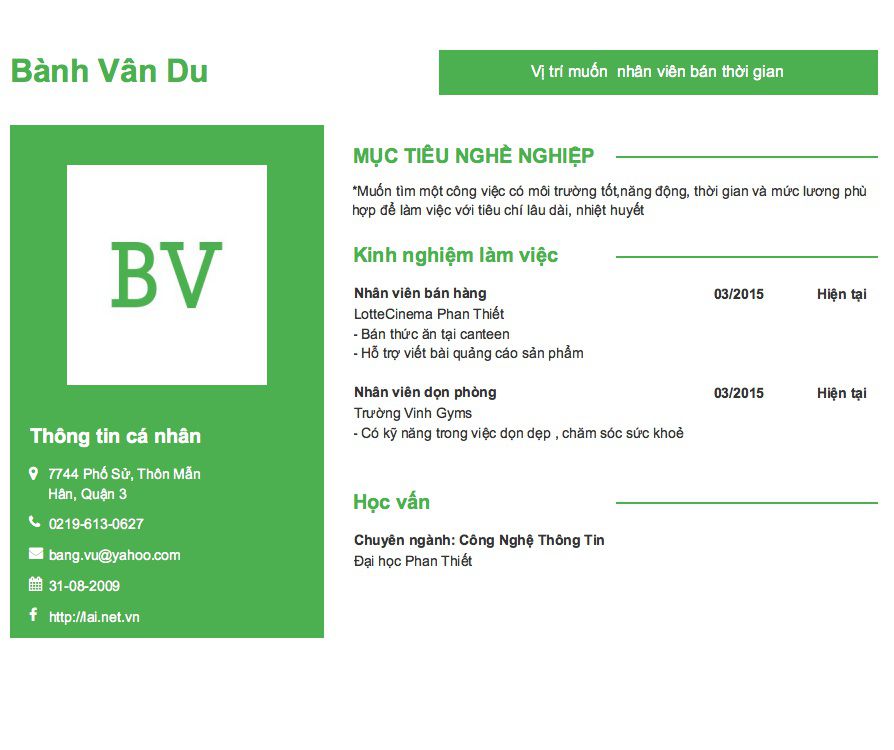 Bành Vân Du
Vị trí muốn  nhân viên bán thời gian
BV
Thông tin cá nhân
7744 Phố Sử, Thôn Mẫn
Hân, Quận 3
0219-613-0627
bang.vu@yahoo.com
31-08-2009
http://lai.net.vn
MỤC TIÊU NGHỀ NGHIỆP
*Muốn tìm một công việc có môi trường tốt,năng động, thời gian và mức lương phù
hợp để làm việc với tiêu chí lâu dài, nhiệt huyết
Kinh nghiệm làm việc
Nhân viên bán hàng 03/2015 Hiện tại
LotteCinema Phan Thiết
- Bán thức ăn tại canteen
- Hỗ trợ viết bài quảng cáo sản phẩm
Nhân viên dọn phòng 03/2015 Hiện tại
Trường Vinh Gyms
- Có kỹ năng trong việc dọn dẹp , chăm sóc sức khoẻ
Học vấn
Chuyên ngành: Công Nghệ Thông Tin
Đại học Phan Thiết